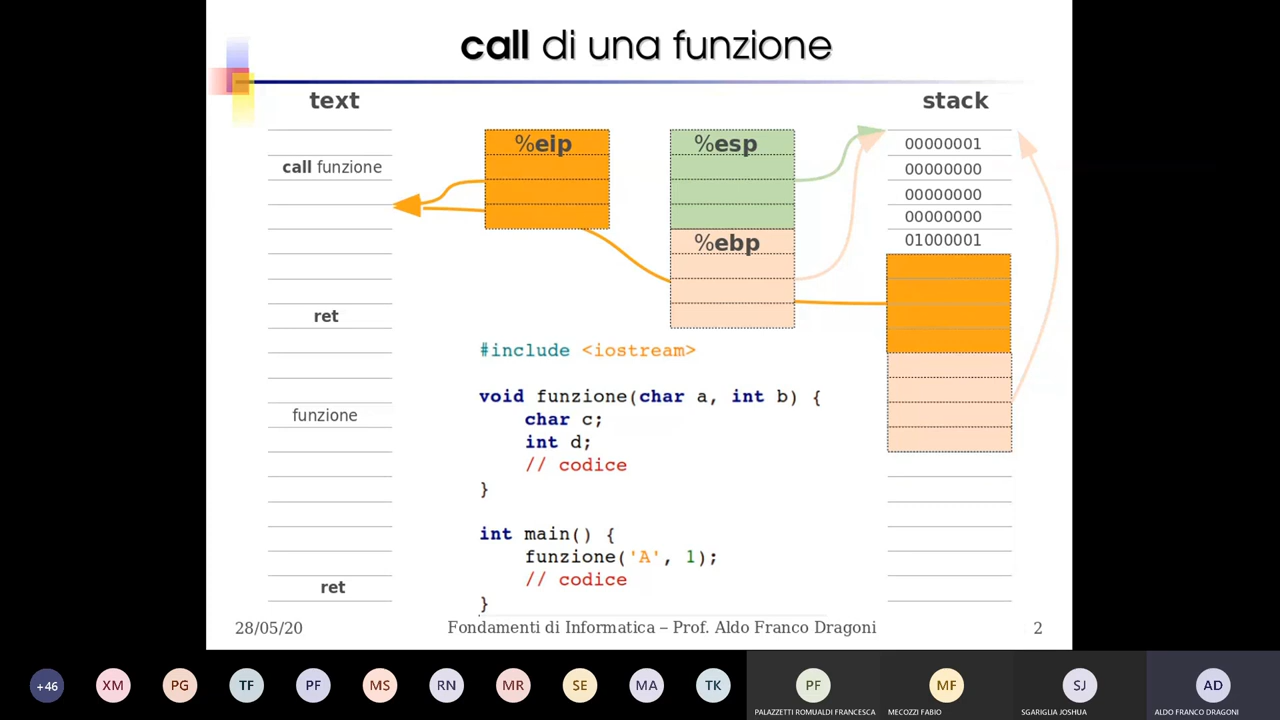 call di una funzione
text
stack
%eip
%esp
00000001
call funzione
00000000
00000000
00000000
%ebp
01000001
ret
#include <iostream>
void funzione(char a, int b) {
char c;
funzione
int d;
// codice
}
int main() {
funzione('A', 1);
// codice
ret
}
28/05/20
Fondamenti di Informatica – Prof. Aldo Franco Dragoni
2
+46
XM
PG
TF
PF
MS
RN
MR
SE
MA
TK
PF
MF
SJ
AD
PALAZZETTI ROMUALDI FRANCESCA
MECOZZI FABIO
SGARIGLIA JOSHUA
ALDO FRANCO DRAGONI